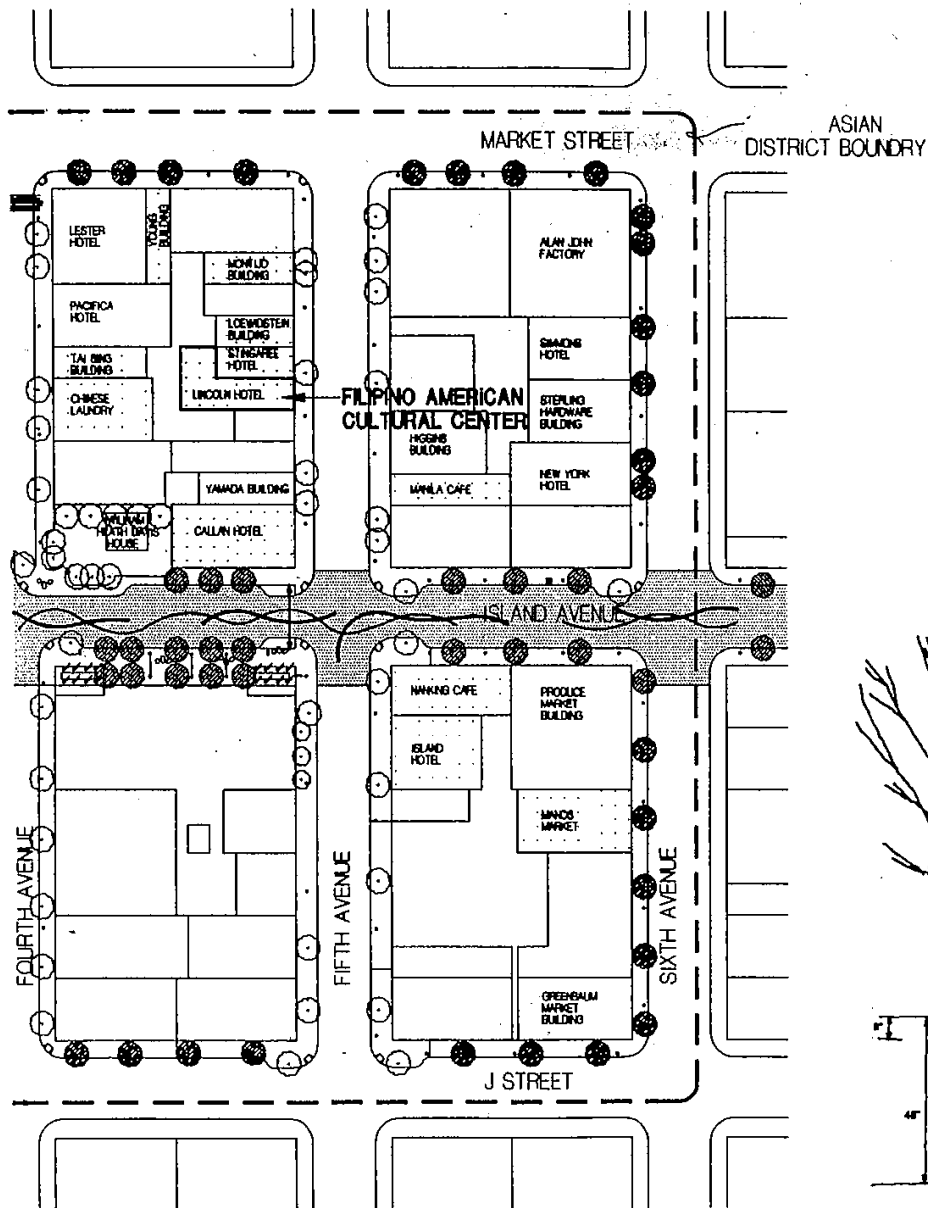 MARKET STREET
ASIAN
DISTRICT BOUNDRY
LESTER
HOTEL
YOUNG
BUILDING
BUILDING
ALAN JOHN
FACTORY
PACIFICA
HOTEL
BUILDING
STINGAREE
HOTEL
SIMMONS
HOTEL
TAI SING
BUILDING
CHINESE
LAUNDRY
LINCOLN HOTEL
FILIPINO AMERICAN
CULTURAL CENTER
STERLING
HARDWARE
BUILDING
HIGGINS
BUILDING
YAMADA BUILDING
MANILA CAFE
NEW YORK
HOTEL
HEATH DAVIS
HOUSE
CALLAN HOTEL
ISLAND AVENUE
NANKING CAFE
PRODUCE
MARKET
BUILDING
ISLAND
HOTEL
MARKET
FOURTH AVENUE
FIFTH AVENUE
SIXTH AVENUE
GREENBAUM
MARKET
BUILDING
J STREET
48"